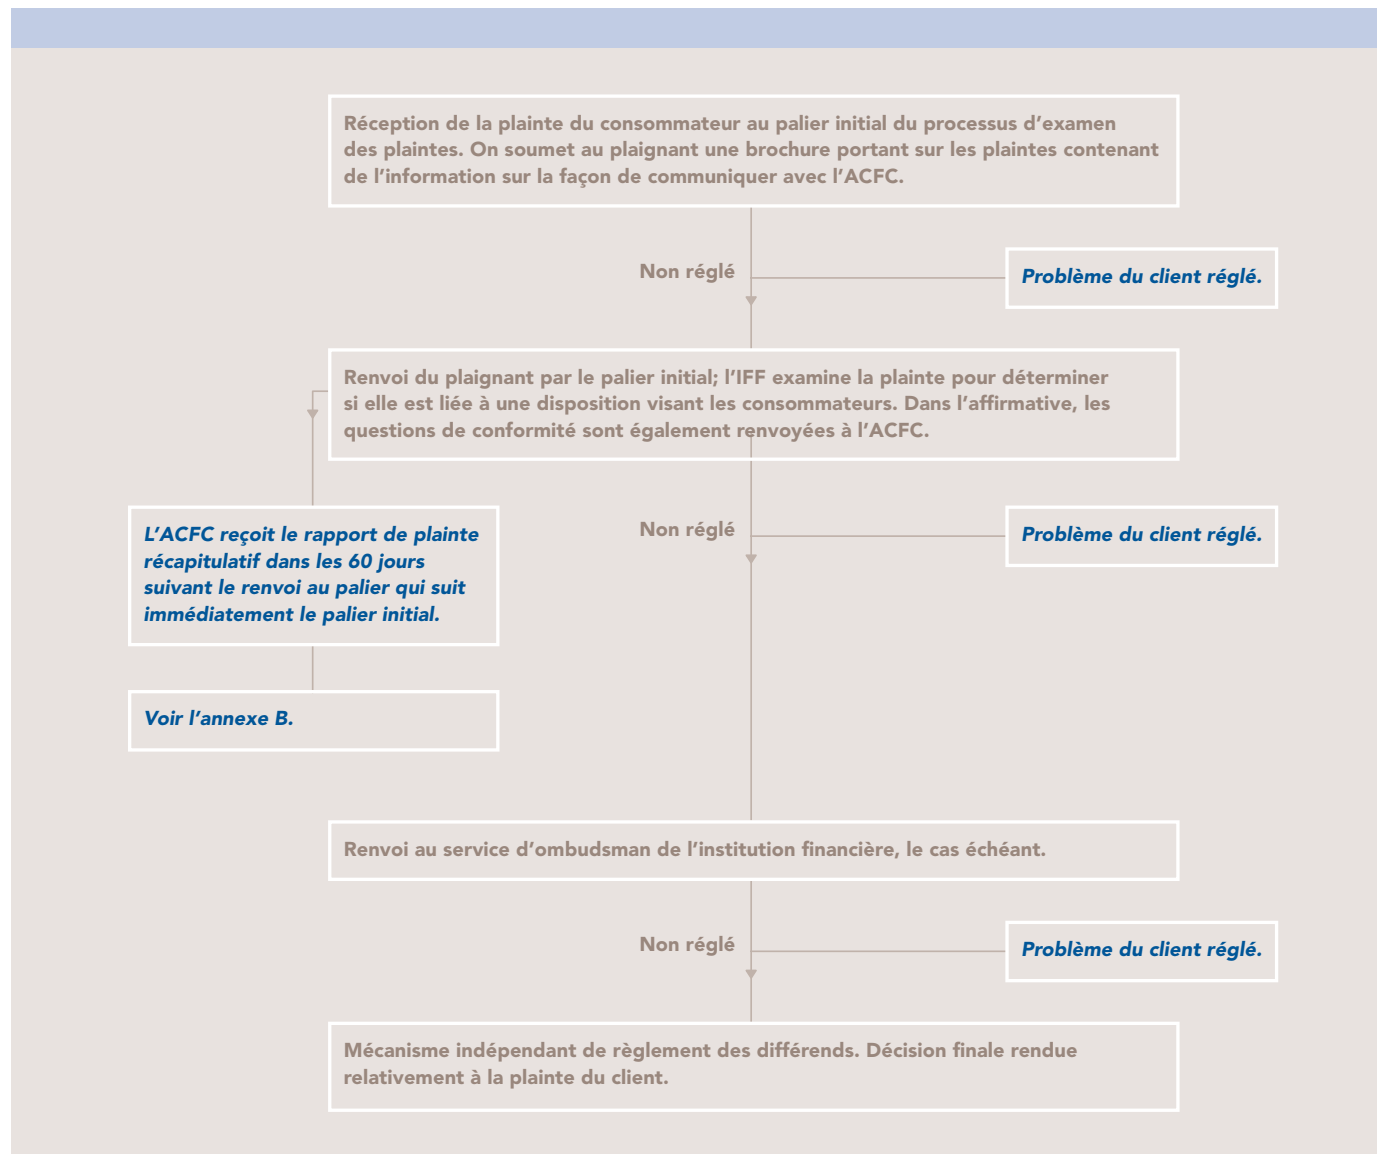 Réception de la plainte du consommateur au palier initial du processus d’examen
des plaintes. On soumet au plaignant une brochure portant sur les plaintes contenant
de l’information sur la façon de communiquer avec l’ACFC.
Non réglé
Problème du client réglé.
Renvoi du plaignant par le palier initial; l’IFF examine la plainte pour déterminer
si elle est liée à une disposition visant les consommateurs. Dans l’affirmative, les
questions de conformité sont également renvoyées à l’ACFC.
L’ACFC reçoit le rapport de plainte
récapitulatif dans les 60 jours
suivant le renvoi au palier qui suit
immédiatement le palier initial.
Non réglé
Problème du client réglé.
Voir l’annexe B.
Renvoi au service d’ombudsman de l’institution financière, le cas échéant.
Non réglé
Problème du client réglé.
Mécanisme indépendant de règlement des différends. Décision finale rendue
relativement à la plainte du client.